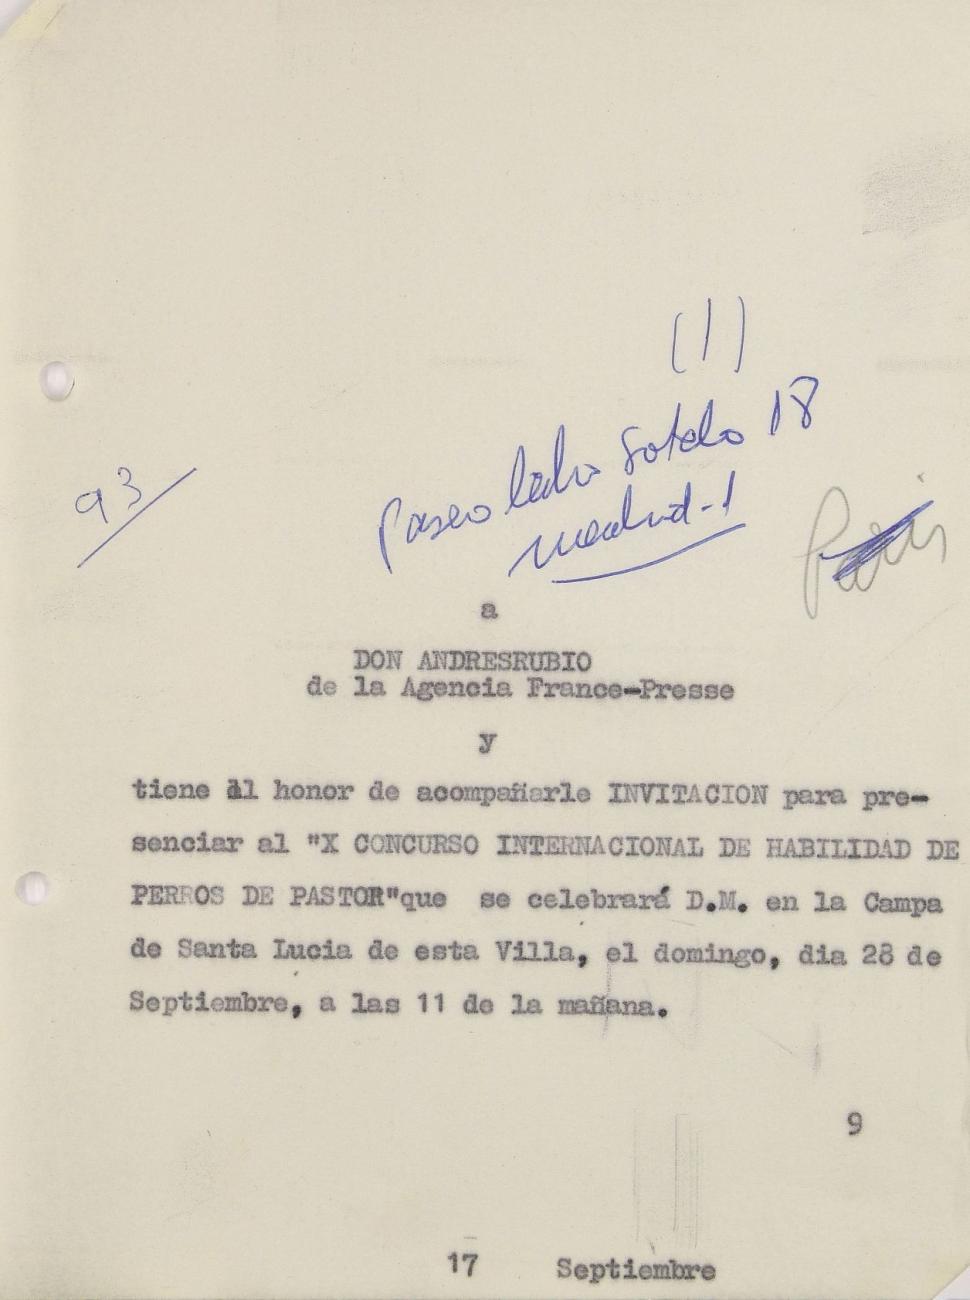 (1)
Paseo Calvo Sotelo 18
93
Madrid-1
Paris
a
DON ANDRESRUBIO
de la Agencia France-Presse
y
tiene al honor de acompañarle INVITACION para pre-
senciar al "X CONCURSO INTERNACIONAL DE HABILIDAD DE
PERROS DE PASTOR"que se celebrará D.M. en la Campa
de Santa Lucia de esta Villa, el domingo, dia 28 de
Septiembre, a las 11 de la mañana.
9
17 Septiembre